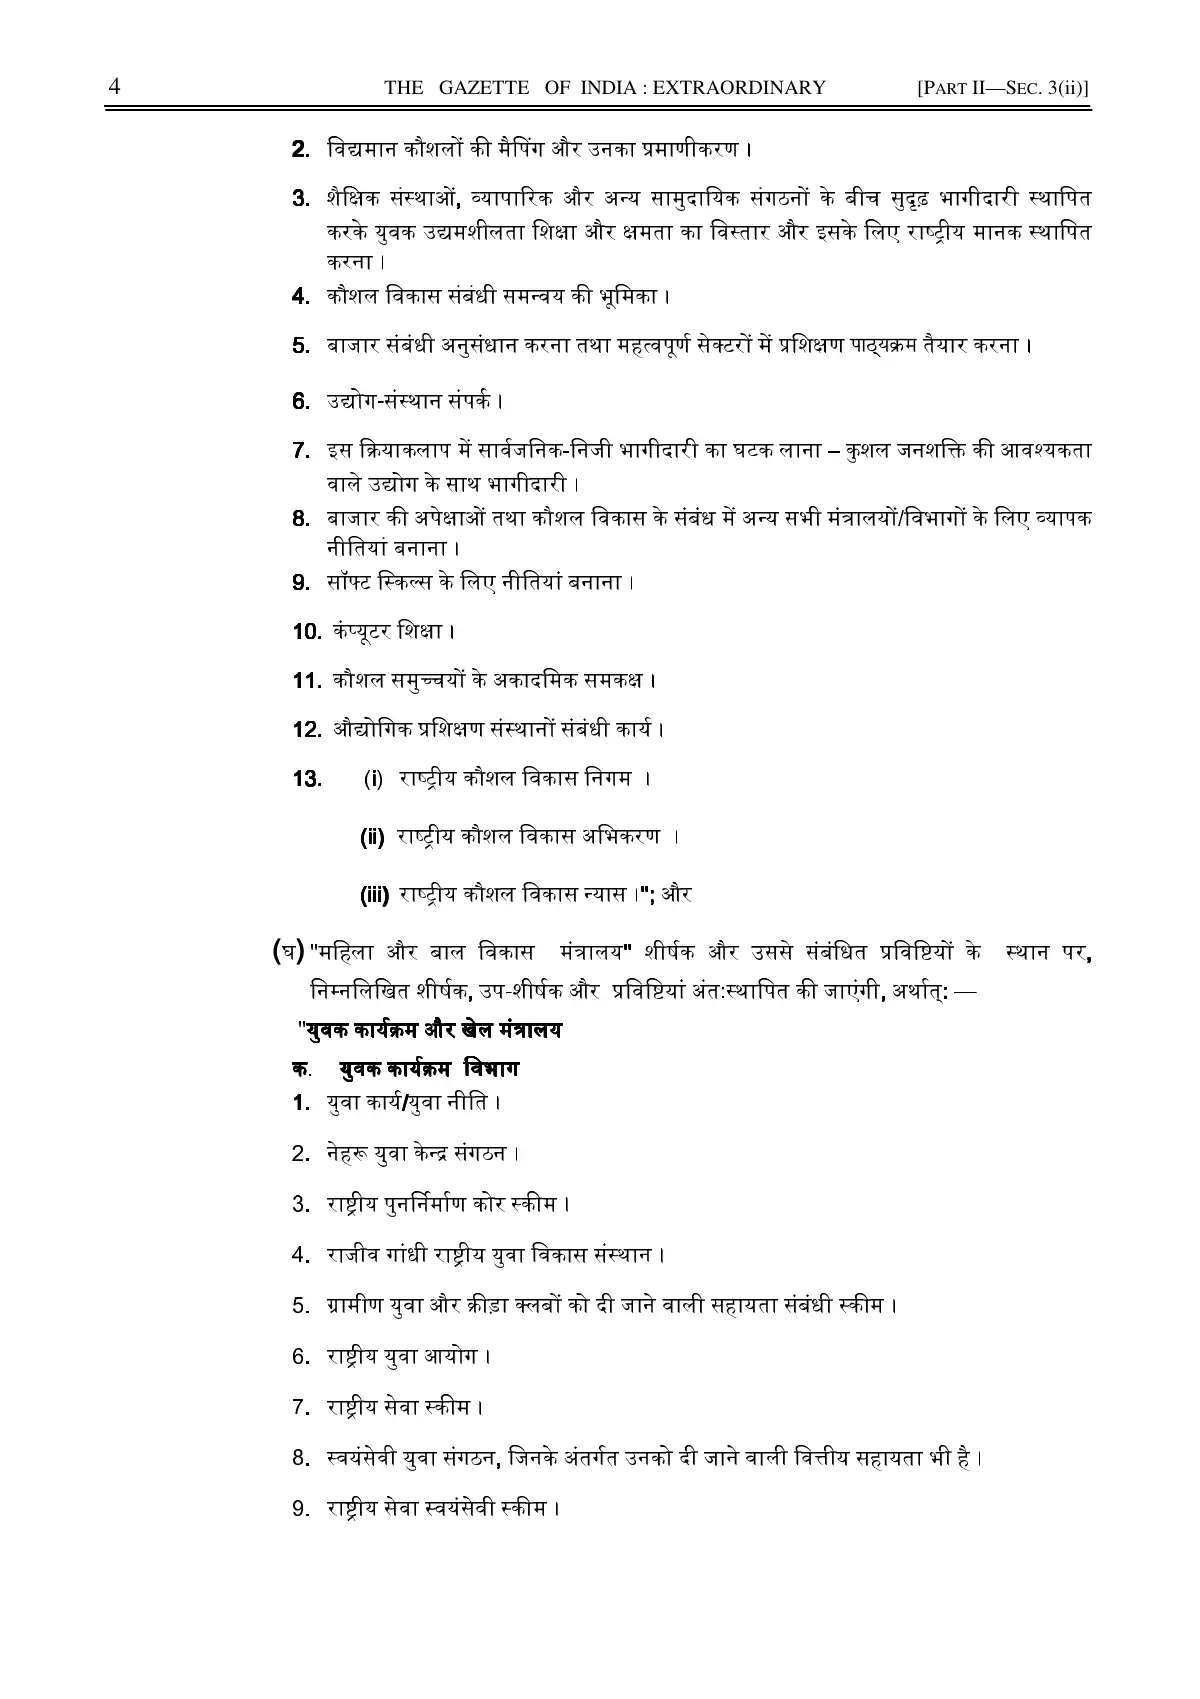 4 THE GAZETTE OF INDIA : EXTRAORDINARY [PART II—SEC. 3(ii)]
2. विद्यमान कौशलों की मैपिंग और उनका प्रमाणीकरण ।
3. शैक्षिक संस्थाओं, व्यापारिक और अन्य सामुदायिक संगठनों के बीच सुदृढ़ भागीदारी स्थापित
करके युवक उद्यमशीलता शिक्षा और क्षमता का विस्तार और इसके लिए राष्ट्रीय मानक स्थापित
करना ।
4. कौशल विकास संबंधी समन्वय की भूमिका ।
5. बाजार संबंधी अनुसंधान करना तथा महत्वपूर्ण सेक्टरों में प्रशिक्षण पाठ्यक्रम तैयार करना ।
6. उद्योग-संस्थान संपर्क ।
7. इस क्रियाकलाप में सार्वजनिक-निजी भागीदारी का घटक लाना – कुशल जनशक्ति की आवश्यकता
वाले उद्योग के साथ भागीदारी ।
8. बाजार की अपेक्षाओं तथा कौशल विकास के संबंध में अन्य सभी मंत्रालयों/विभागों के लिए व्यापक
नीतियां बनाना ।
9. सॉफ्ट स्किल्स के लिए नीतियां बनाना ।
10. कंप्यूटर शिक्षा ।
11. कौशल समुच्चयों के अकादमिक समकक्ष ।
12. औद्योगिक प्रशिक्षण संस्थानों संबंधी कार्य ।
13. (i) राष्ट्रीय कौशल विकास निगम ।
(ii) राष्ट्रीय कौशल विकास अभिकरण ।
(iii) राष्ट्रीय कौशल विकास न्यास ।"; और
(घ) "महिला और बाल विकास मंत्रालय" शीर्षक और उससे संबंधित प्रविष्टियों के स्थान पर,
निम्नलिखित शीर्षक, उप-शीर्षक और प्रविष्टियां अंतःस्थापित की जाएंगी, अर्थात्: —
"युवक कार्यक्रम और खेल मंत्रालय
क. युवक कार्यक्रम विभाग
1. युवा कार्य/युवा नीति ।
2. नेहरू युवा केन्द्र संगठन ।
3. राष्ट्रीय पुनर्निर्माण कोर स्कीम ।
4. राजीव गांधी राष्ट्रीय युवा विकास संस्थान ।
5. ग्रामीण युवा और क्रीड़ा क्लबों को दी जाने वाली सहायता संबंधी स्कीम ।
6. राष्ट्रीय युवा आयोग ।
7. राष्ट्रीय सेवा स्कीम ।
8. स्वयंसेवी युवा संगठन, जिनके अंतर्गत उनको दी जाने वाली वित्तीय सहायता भी है ।
9. राष्ट्रीय सेवा स्वयंसेवी स्कीम ।